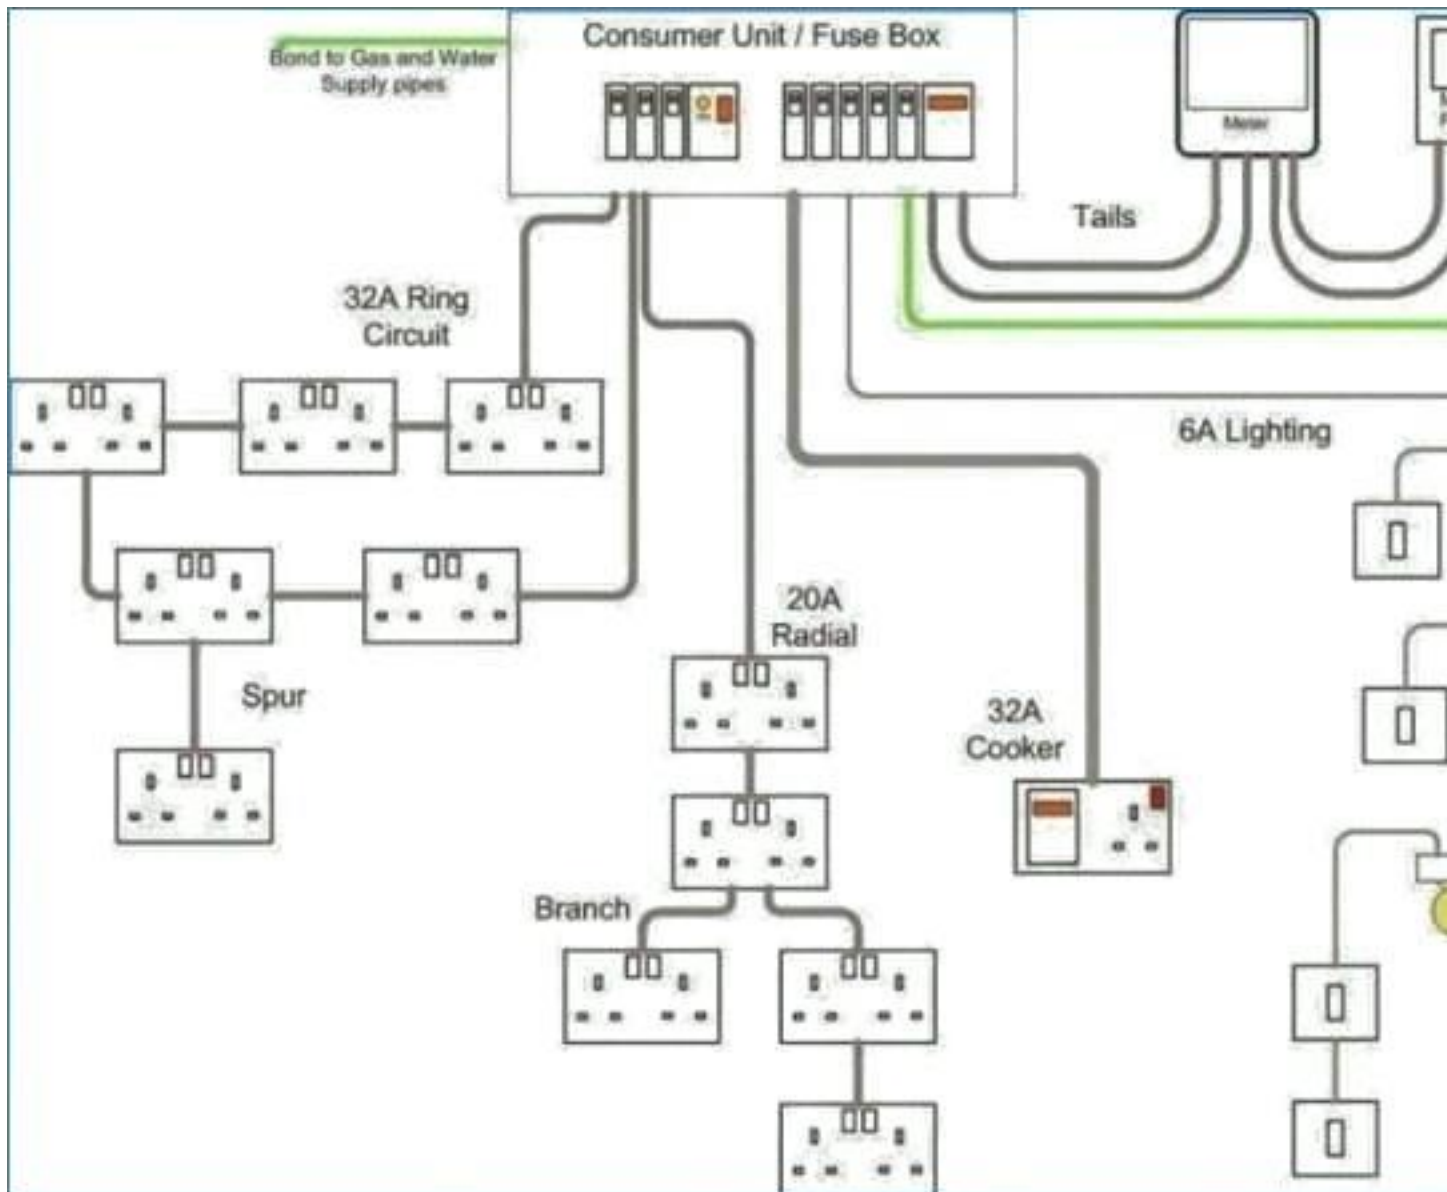 Consumer Unit / Fuse Box
Bond to Gas and Water
Supply pipes
Meter
Tails
32A Ring
Circuit
6A Lighting
20A
Radial
Spur
32A
Cooker
Branch